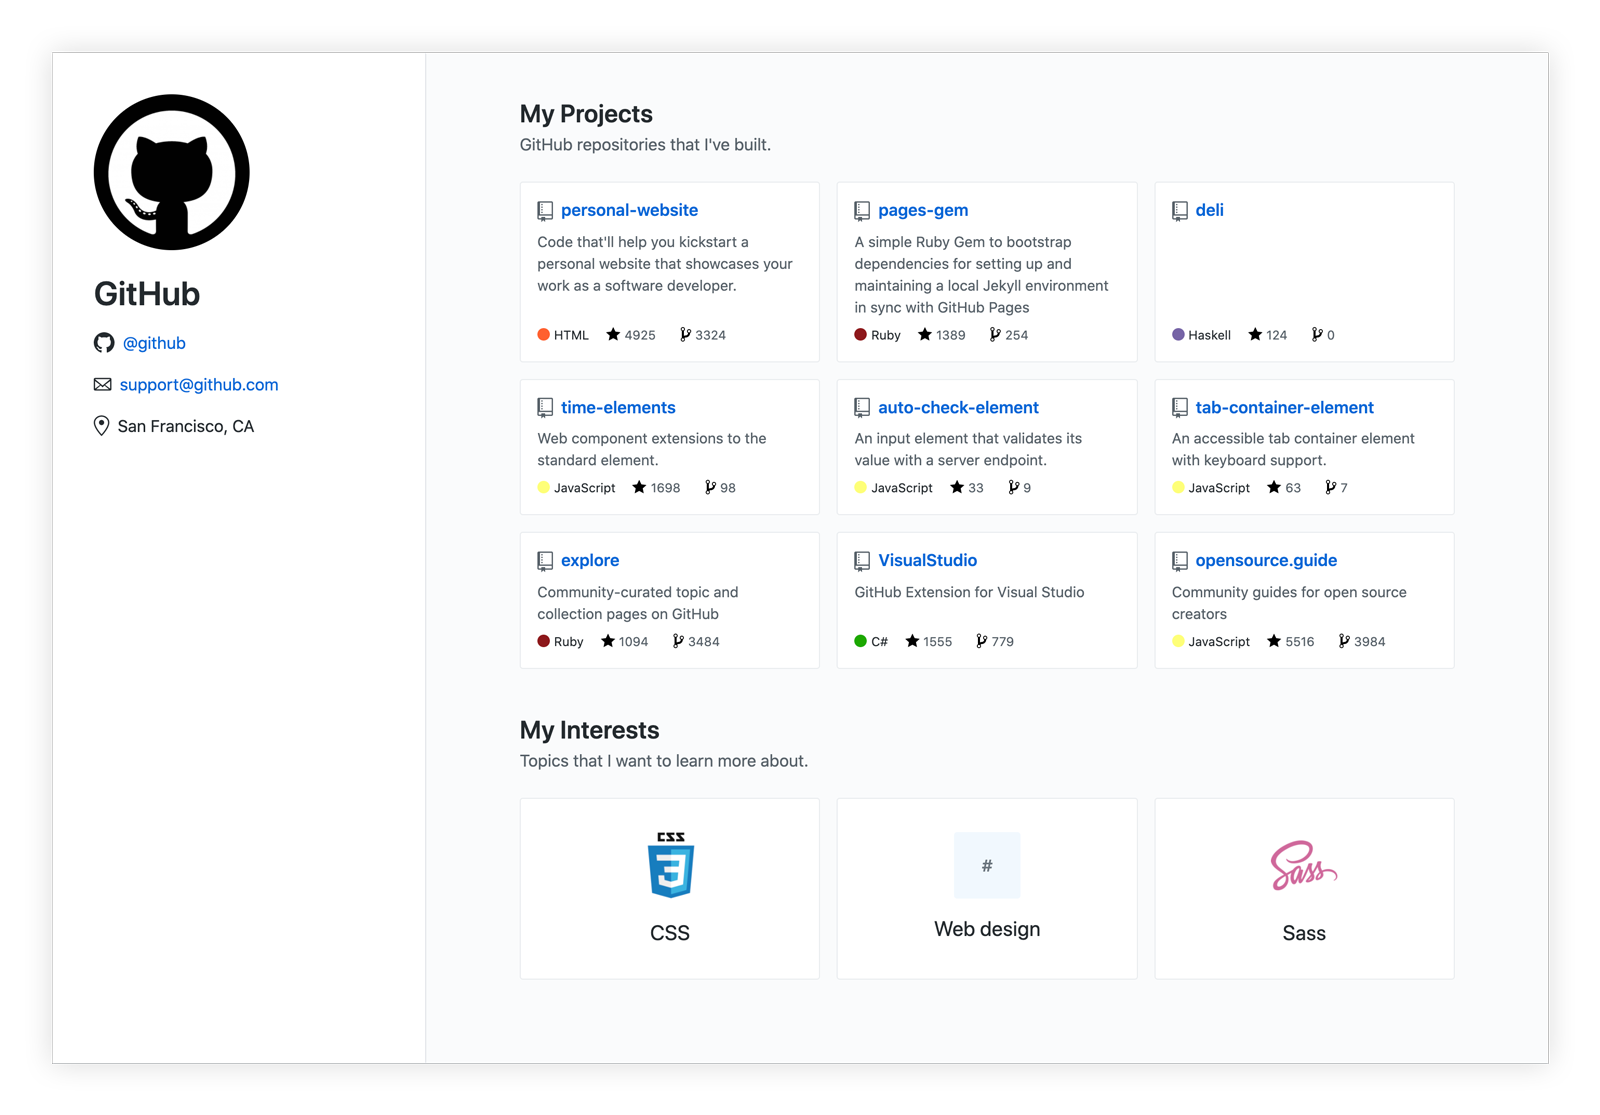 GitHub
@github
support@github.com
San Francisco, CA
My Projects
GitHub repositories that I've built.
personal-website
Code that'll help you kickstart a
personal website that showcases your
work as a software developer.
HTML 4925 3324
pages-gem
A simple Ruby Gem to bootstrap
dependencies for setting up and
maintaining a local Jekyll environment
in sync with GitHub Pages
Ruby 1389 254
deli
Haskell 124 0
time-elements
Web component extensions to the
standard element.
JavaScript 1698 98
auto-check-element
An input element that validates its
value with a server endpoint.
JavaScript 33 9
tab-container-element
An accessible tab container element
with keyboard support.
JavaScript 63 7
explore
Community-curated topic and
collection pages on GitHub
Ruby 1094 3484
VisualStudio
GitHub Extension for Visual Studio
C# 1555 779
opensource.guide
Community guides for open source
creators
JavaScript 5516 3984
My Interests
Topics that I want to learn more about.
CSS
3
CSS
#
Web design
Sass
Sass